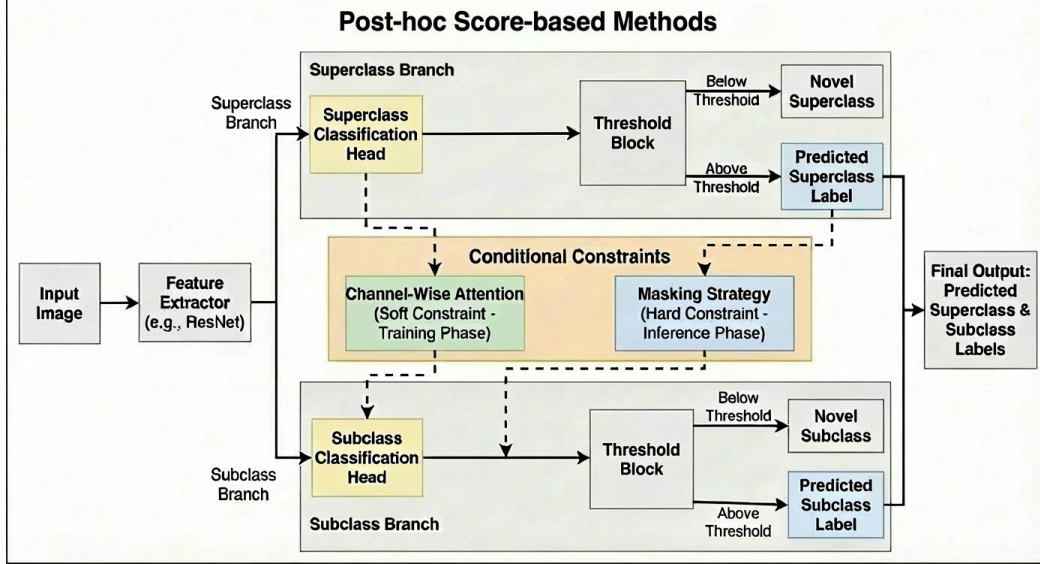 Post-hoc Score-based Methods
Superclass Branch
Superclass
Branch
Superclass
Classification
Head
Threshold
Block
Below
Threshold
Novel
Superclass
Above
Threshold
Predicted
Superclass
Label
Conditional Constraints
Input
Image
Feature
Extractor
(e.g., ResNet)
Channel-Wise Attention
(Soft Constraint -
Training Phase)
Masking Strategy
(Hard Constraint -
Inference Phase)
Final Output:
Predicted
Superclass &
Subclass
Labels
Subclass
Branch
Subclass
Classification
Head
Threshold
Block
Below
Threshold
Novel
Subclass
Above
Threshold
Predicted
Subclass
Label
Subclass Branch